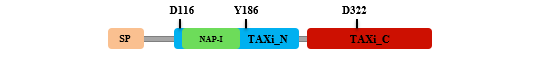 D116 Y186 D322
SP NAP-I TAXi_N TAXi_C